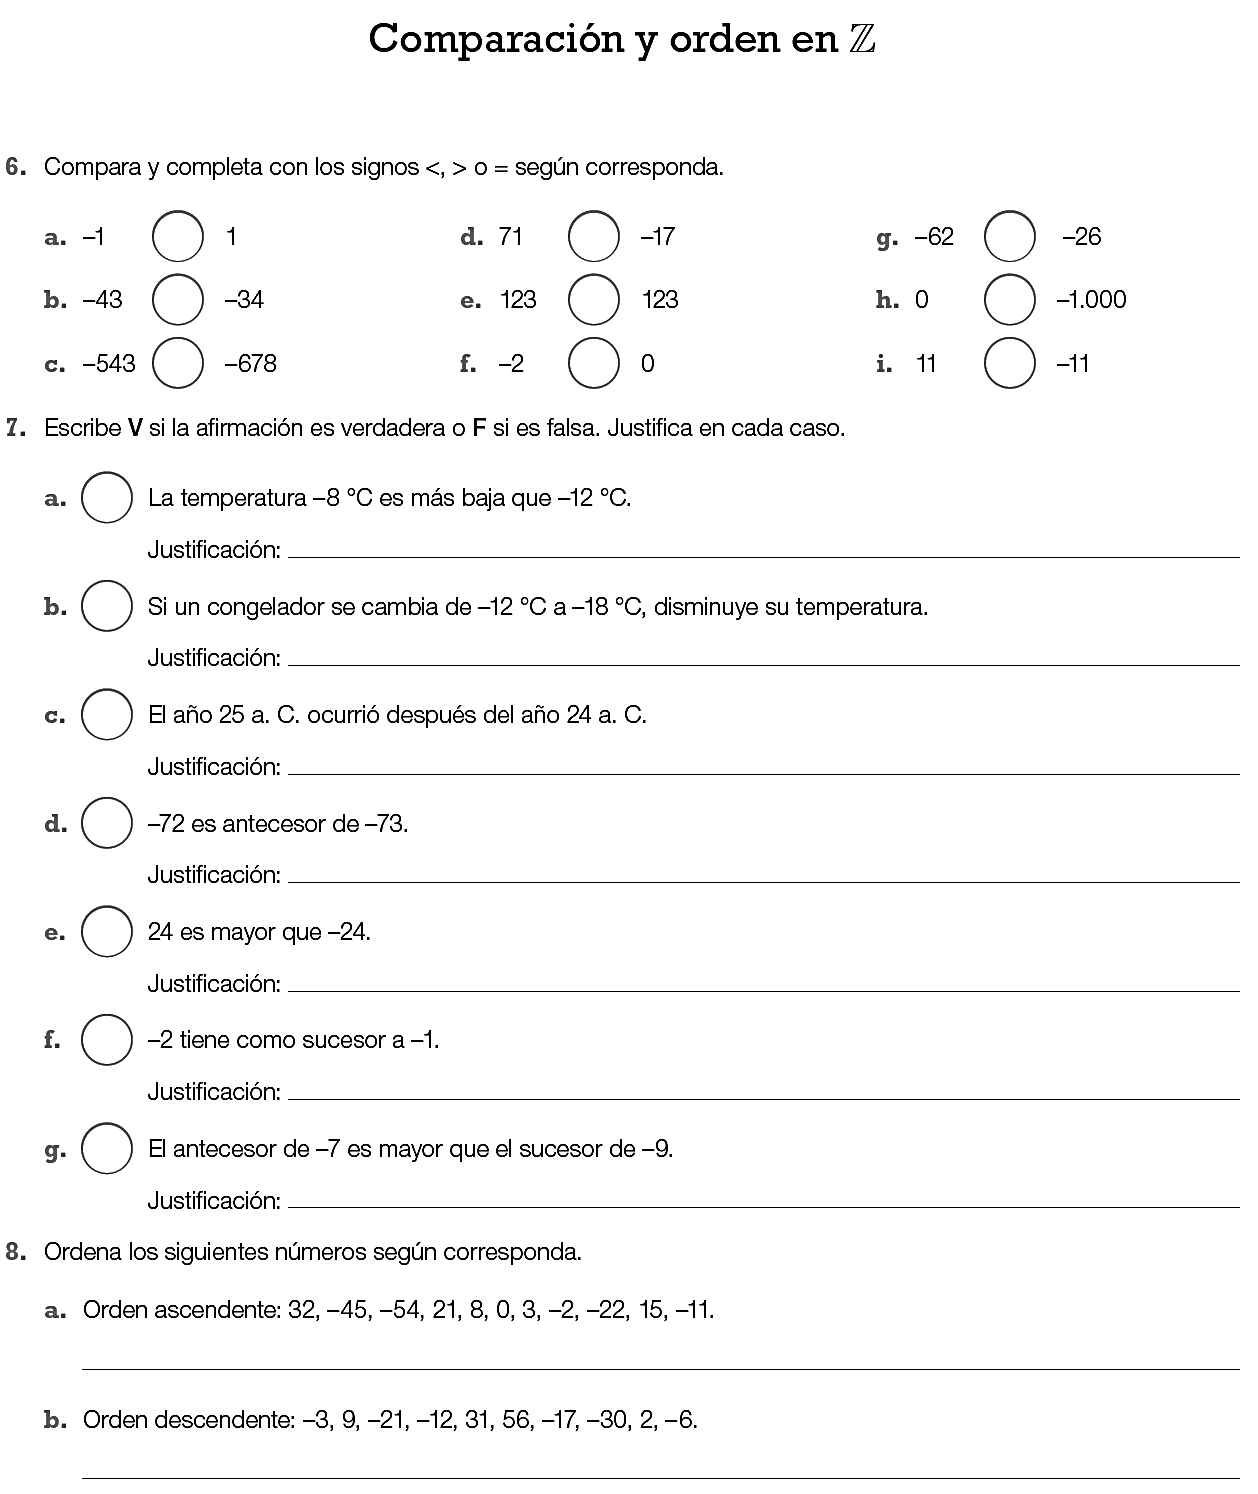 Comparación y orden en ℤ
6. Compara y completa con los signos <, > o = según corresponda.
a. –1 1 d. 71 –17 g. –62 –26
b. –43 –34 e. 123 123 h. 0 –1.000
c. –543 –678 f. –2 0 i. 11 –11
7. Escribe V si la afirmación es verdadera o F si es falsa. Justifica en cada caso.
a. La temperatura –8 °C es más baja que –12 °C.
Justificación:
b. Si un congelador se cambia de –12 °C a –18 °C, disminuye su temperatura.
Justificación:
c. El año 25 a. C. ocurrió después del año 24 a. C.
Justificación:
d. –72 es antecesor de –73.
Justificación:
e. 24 es mayor que –24.
Justificación:
f. –2 tiene como sucesor a –1.
Justificación:
g. El antecesor de –7 es mayor que el sucesor de –9.
Justificación:
8. Ordena los siguientes números según corresponda.
a. Orden ascendente: 32, –45, –54, 21, 8, 0, 3, –2, –22, 15, –11.
b. Orden descendente: –3, 9, –21, –12, 31, 56, –17, –30, 2, –6.